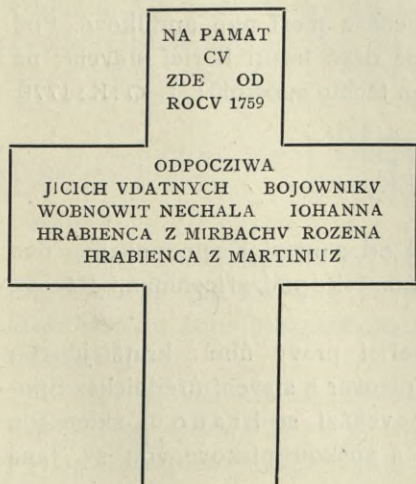 NA PAMAT
CV
ZDE OD
ROCV 1759
ODPOCZIWA
JICICH VDATNYCH BOJOWNIKV
WOBNOWIT NECHALA IOHANNA
HRABIENCA Z MIRBACHV ROZENA
HRABIENCA Z MARTINIIZ